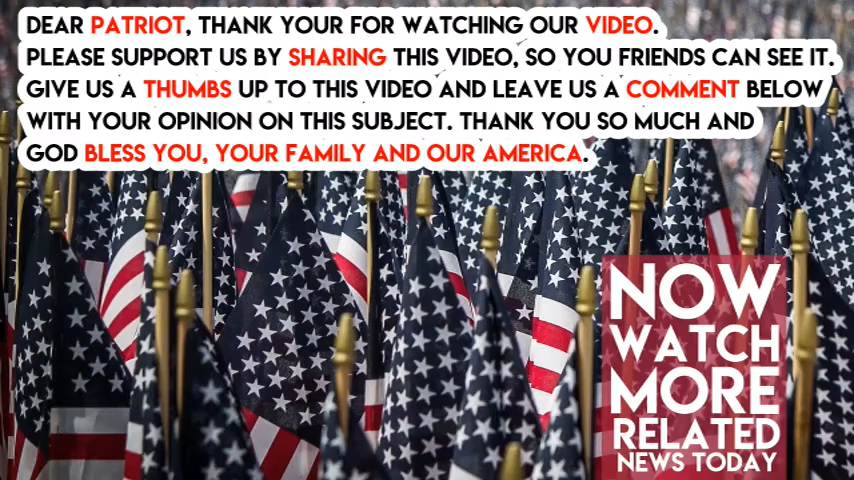 DEAR PATRIOT, THANK YOUR FOR WATCHING OUR VIDEO.
PLEASE SUPPORT US BY SHARING THIS VIDEO, SO YOU FRIENDS CAN SEE IT.
GIVE US A THUMBS UP TO THIS VIDEO AND LEAVE US A COMMENT BELOW
WITH YOUR OPINION ON THIS SUBJECT. THANK YOU SO MUCH AND
GOD BLESS YOU, YOUR FAMILY AND OUR AMERICA.
NOW
WATCH
MORE
RELATED
NEWS TODAY